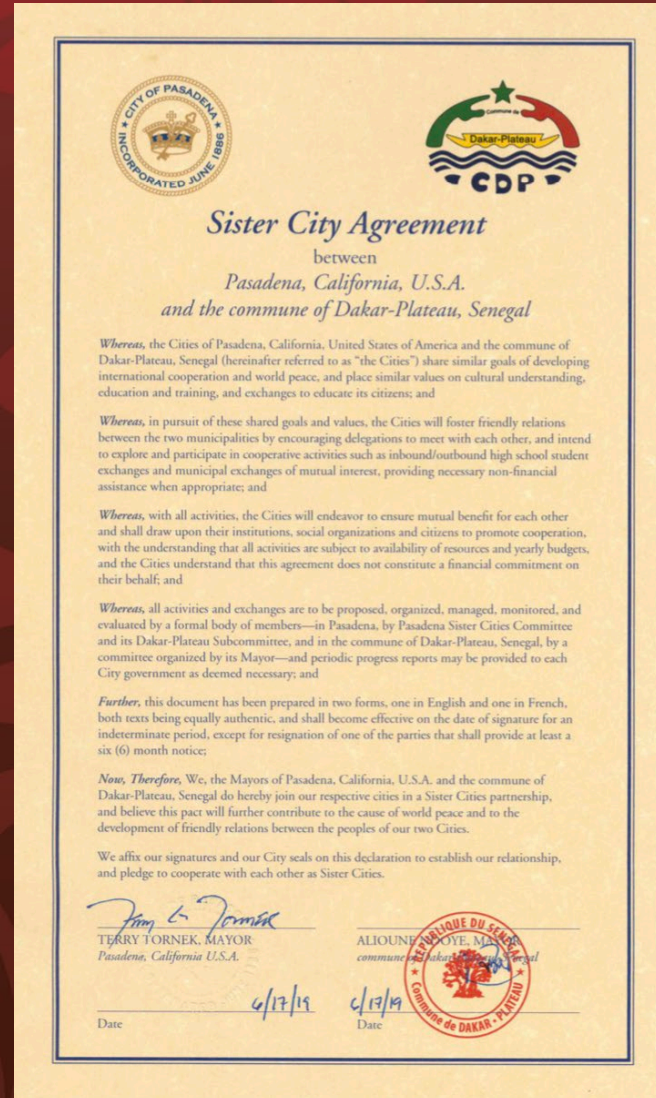 CITY OF PASADENA
INCORPORATED JUNE 1886
Commune de
Dakar-Plateau
CDP
Sister City Agreement
between
Pasadena, California, U.S.A.
and the commune of Dakar-Plateau, Senegal
Whereas, the Cities of Pasadena, California, United States of America and the commune of
Dakar-Plateau, Senegal (hereinafter referred to as "the Cities") share similar goals of developing
international cooperation and world peace, and place similar values on cultural understanding,
education and training, and exchanges to educate its citizens; and
Whereas, in pursuit of these shared goals and values, the Cities will foster friendly relations
between the two municipalities by encouraging delegations to meet with each other, and intend
to explore and participate in cooperative activities such as inbound/outbound high school student
exchanges and municipal exchanges of mutual interest, providing necessary non-financial
assistance when appropriate; and
Whereas, with all activities, the Cities will endeavor to ensure mutual benefit for each other
and shall draw upon their institutions, social organizations and citizens to promote cooperation,
with the understanding that all activities are subject to availability of resources and yearly budgets,
and the Cities understand that this agreement does not constitute a financial commitment on
their behalf; and
Whereas, all activities and exchanges are to be proposed, organized, managed, monitored, and
evaluated by a formal body of members—in Pasadena, by Pasadena Sister Cities Committee
and its Dakar-Plateau Subcommittee, and in the commune of Dakar-Plateau, Senegal, by a
committee organized by its Mayor—and periodic progress reports may be provided to each
City government as deemed necessary; and
Further, this document has been prepared in two forms, one in English and one in French,
both texts being equally authentic, and shall become effective on the date of signature for an
indeterminate period, except for resignation of one of the parties that shall provide at least a
six (6) month notice;
Now, Therefore, We, the Mayors of Pasadena, California, U.S.A. and the commune of
Dakar-Plateau, Senegal do hereby join our respective cities in a Sister Cities partnership,
and believe this pact will further contribute to the cause of world peace and to the
development of friendly relations between the peoples of our two Cities.
We affix our signatures and our City seals on this declaration to establish our relationship,
and pledge to cooperate with each other as Sister Cities.
TERRY TORNEK, MAYOR
Pasadena, California U.S.A.
6/17/19
Date
ALIOUNE NDOYE, MAYOR
commune of Dakar-Plateau, Senegal
6/17/19
Date
REPUBLIQUE DU SENEGAL
Commune de DAKAR - PLATEAU